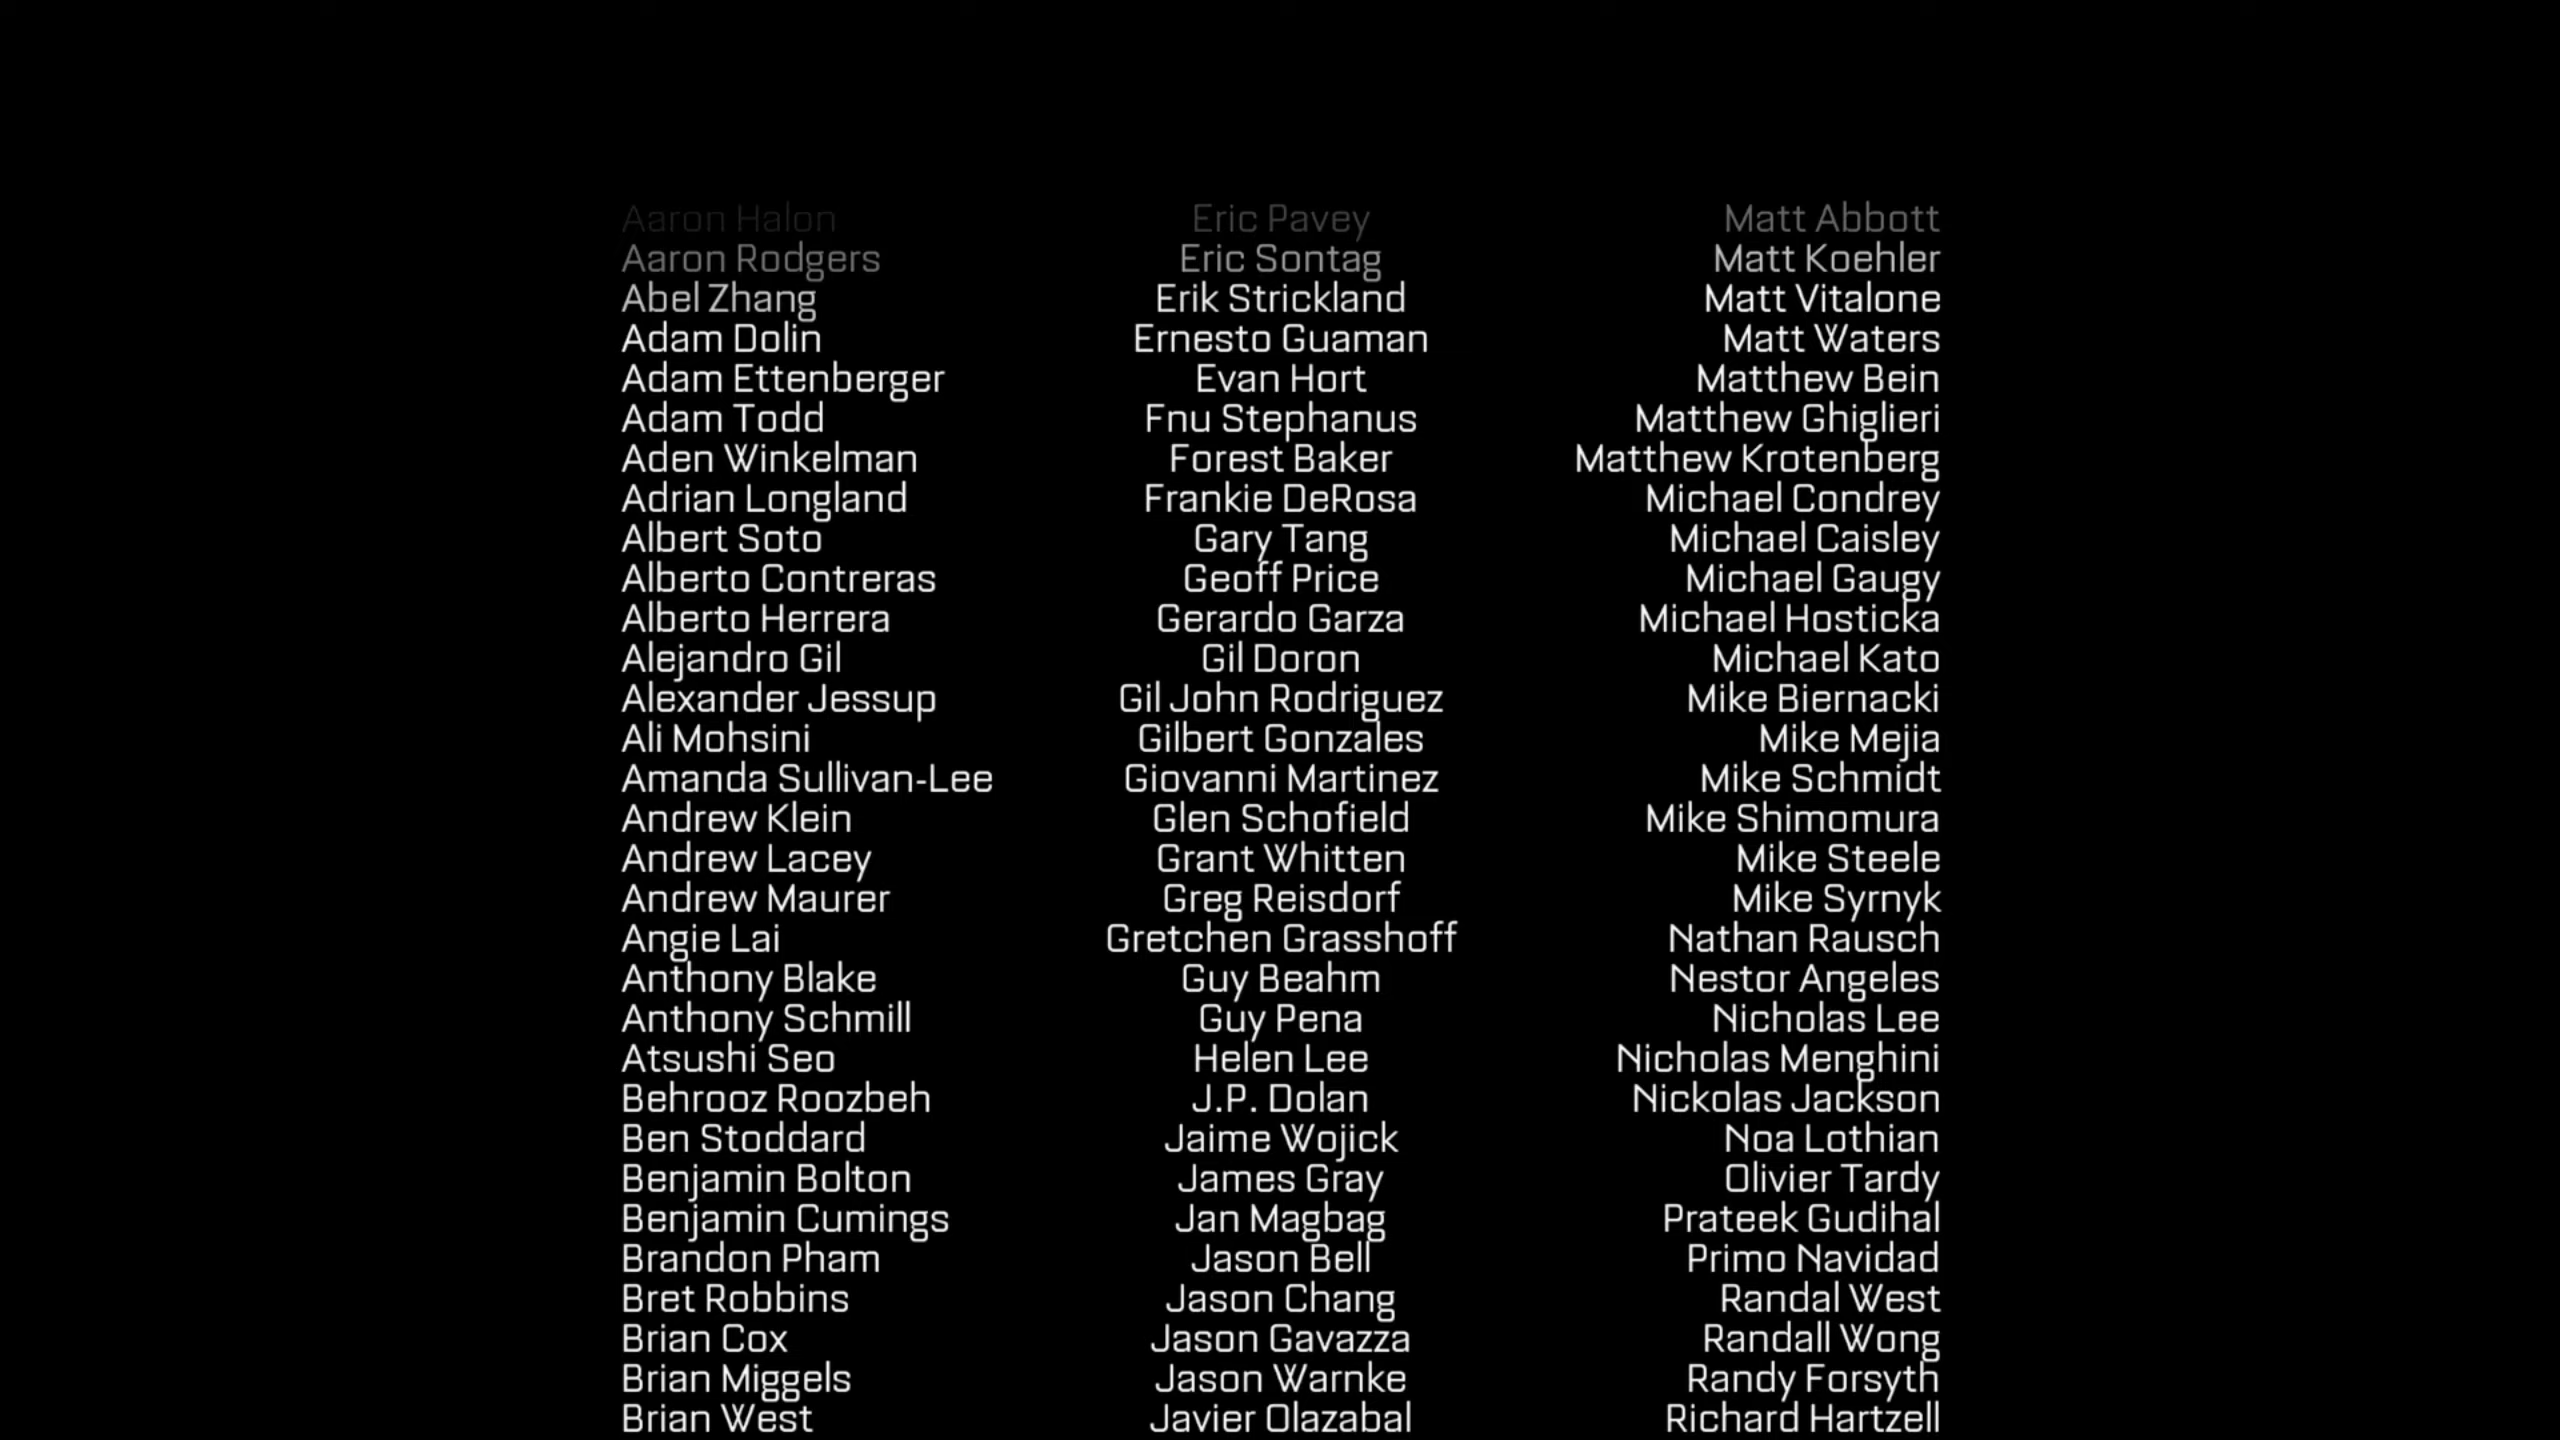 Aaron Halon Eric Pavey Matt Abbott
Aaron Rodgers Eric Sontag Matt Koehler
Abel Zhang Erik Strickland Matt Vitalone
Adam Dolin Ernesto Guaman Matt Waters
Adam Ettenberger Evan Hort Matthew Bein
Adam Todd Fnu Stephanus Matthew Ghiglieri
Aden Winkelman Forest Baker Matthew Krotenberg
Adrian Longland Frankie DeRosa Michael Condrey
Albert Soto Gary Tang Michael Caisley
Alberto Contreras Geoff Price Michael Gaugy
Alberto Herrera Gerardo Garza Michael Hosticka
Alejandro Gil Gil Doron Michael Kato
Alexander Jessup Gil John Rodriguez Mike Biernacki
Ali Mohsini Gilbert Gonzales Mike Mejia
Amanda Sullivan-Lee Giovanni Martinez Mike Schmidt
Andrew Klein Glen Schofield Mike Shimomura
Andrew Lacey Grant Whitten Mike Steele
Andrew Maurer Greg Reisdorf Mike Syrnyk
Angie Lai Gretchen Grasshoff Nathan Rausch
Anthony Blake Guy Beahm Nestor Angeles
Anthony Schmill Guy Pena Nicholas Lee
Atsushi Seo Helen Lee Nicholas Menghini
Behrooz Roozbeh J.P. Dolan Nickolas Jackson
Ben Stoddard Jaime Wojick Noa Lothian
Benjamin Bolton James Gray Olivier Tardy
Benjamin Cumings Jan Magbag Prateek Gudihal
Brandon Pham Jason Bell Primo Navidad
Bret Robbins Jason Chang Randal West
Brian Cox Jason Gavazza Randall Wong
Brian Miggels Jason Warnke Randy Forsyth
Brian West Javier Olazabal Richard Hartzell